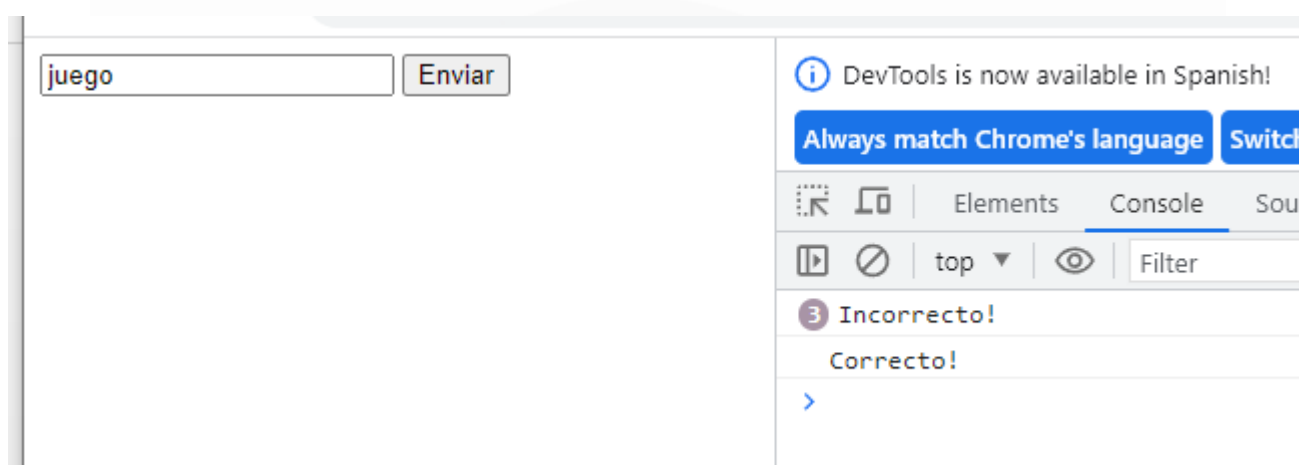 juego
Enviar
DevTools is now available in Spanish!
Always match Chrome's language
Elements Console
top Filter
3 Incorrecto!
Correcto!